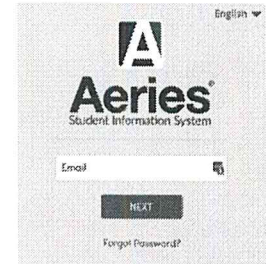 English
A
Aeries®
Student Information System
Email
NEXT
Forgot Password?